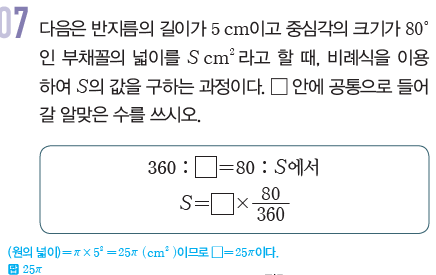 07 다음은 반지름의 길이가 5 cm이고 중심각의 크기가 80°
인 부채꼴의 넓이를 S cm²라고 할 때, 비례식을 이용
하여 S의 값을 구하는 과정이다. □ 안에 공통으로 들어
갈 알맞은 수를 쓰시오.
360 : □=80 : S에서
S=□×80/360
(원의 넓이)=π×5²=25π (cm²)이므로 □=25π이다.
답 25π